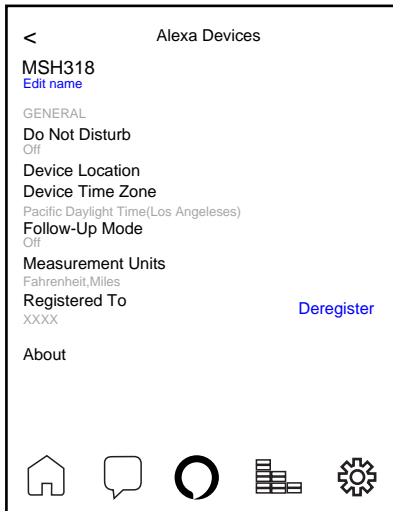 < Alexa Devices
MSH318
Edit name
GENERAL
Do Not Disturb
Off
Device Location
Device Time Zone
Pacific Daylight Time(Los Angeleses)
Follow-Up Mode
Off
Measurement Units
Fahrenheit,Miles
Registered To Deregister
XXXX
About